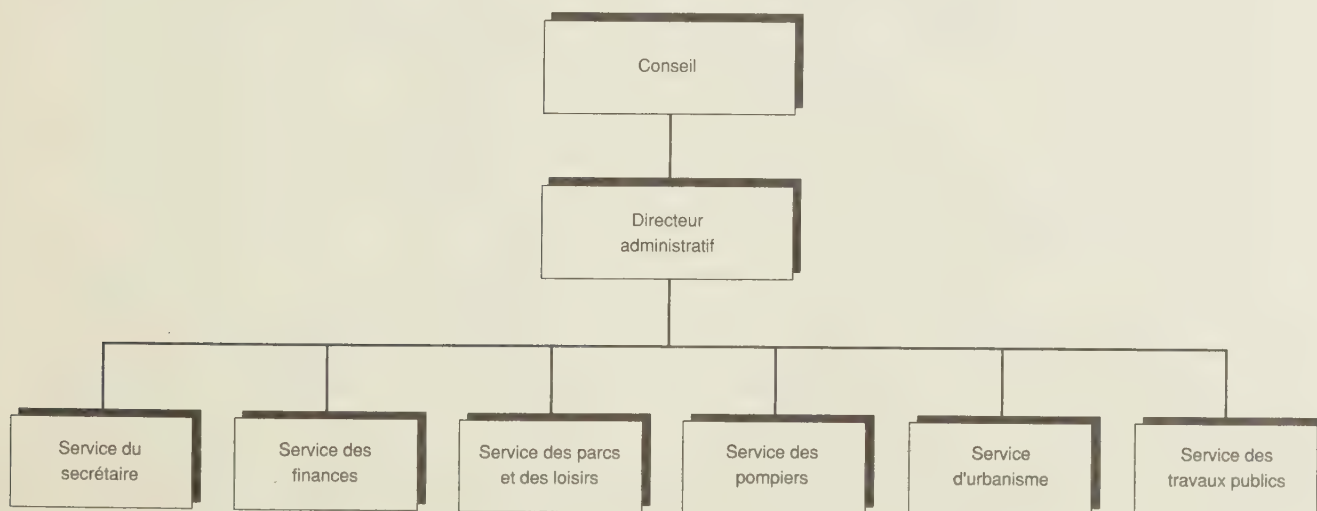 Conseil
Directeur
administratif
Service du
secrétaire
Service des
finances
Service des parcs
et des loisirs
Service des
pompiers
Service
d'urbanisme
Service des
travaux publics